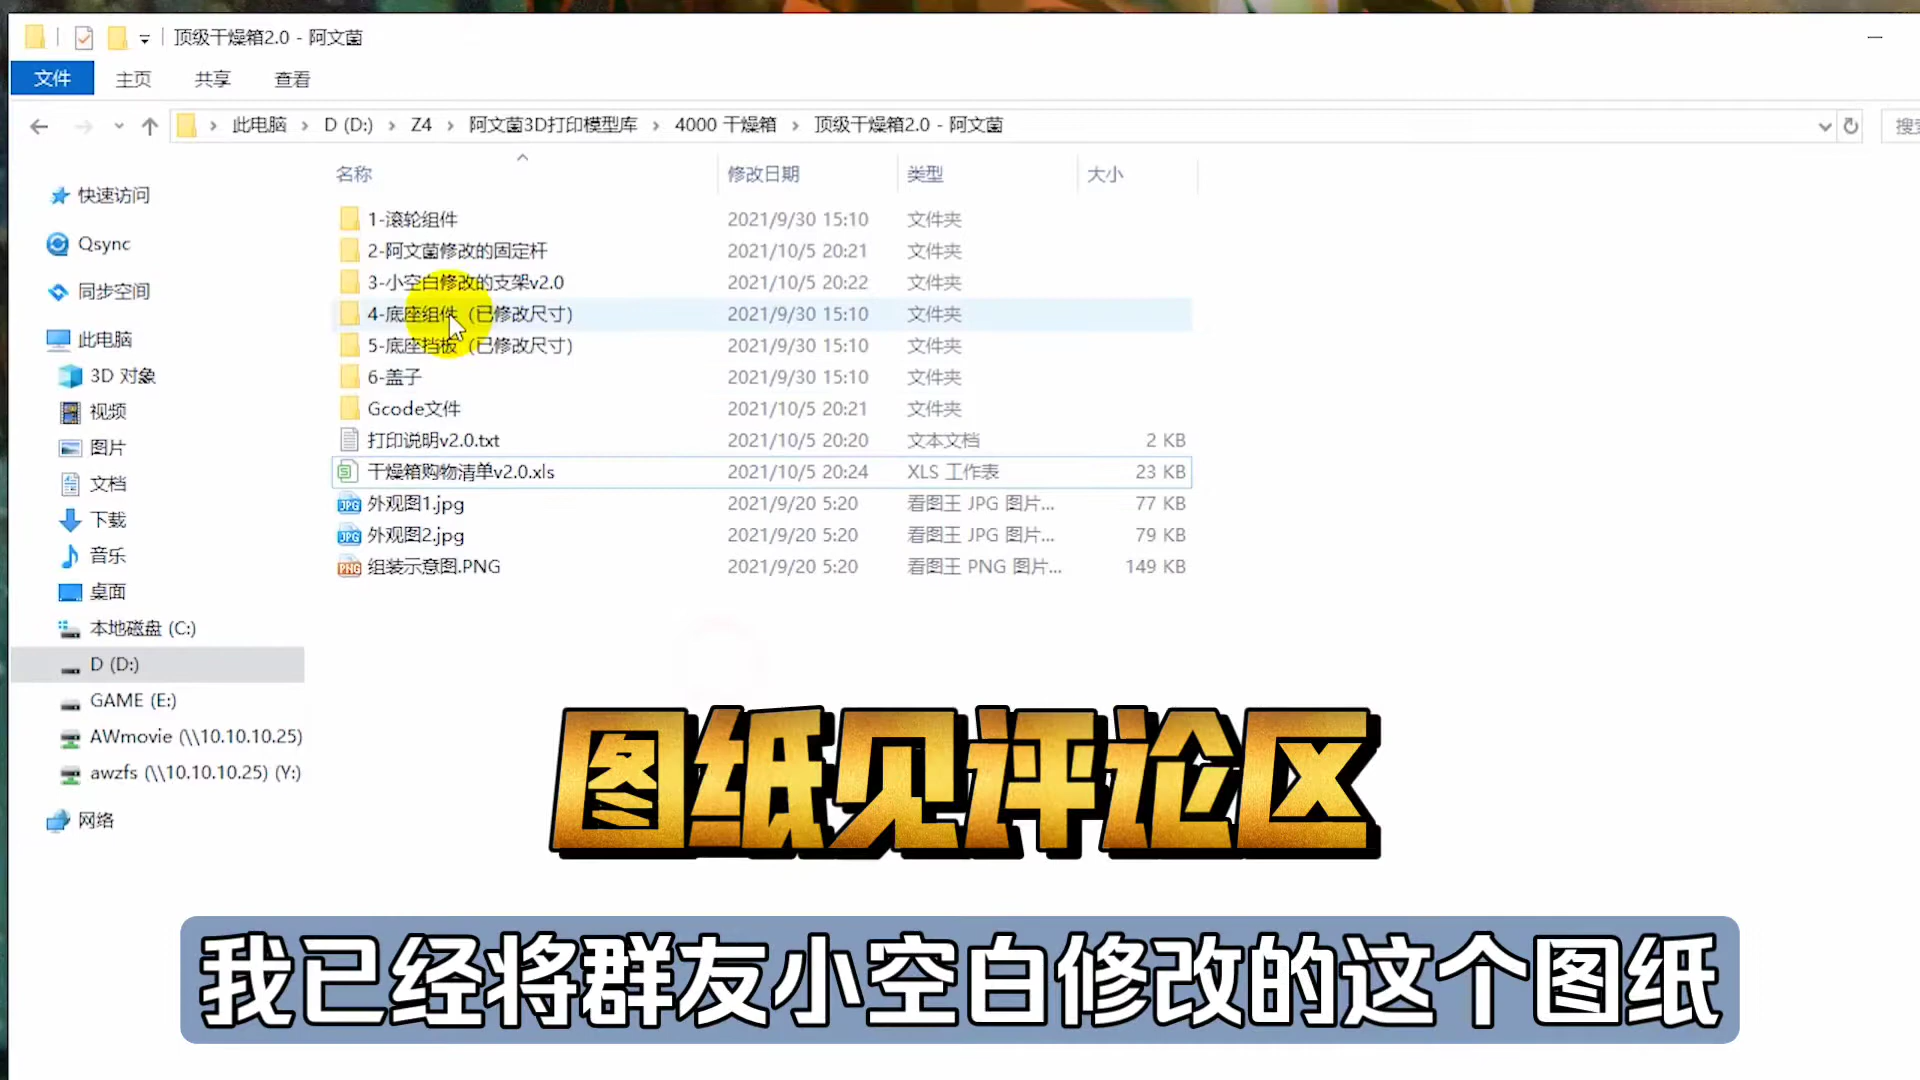 顶级干燥箱2.0 - 阿文菌
文件 主页 共享 查看
此电脑 › D (D:) › Z4 › 阿文菌3D打印模型库 › 4000 干燥箱 › 顶级干燥箱2.0 - 阿文菌
名称 修改日期 类型 大小
快速访问
Qsync
同步空间
此电脑
3D 对象
视频
图片
文档
下载
音乐
桌面
本地磁盘 (C:)
D (D:)
GAME (E:)
AWmovie (\\10.10.10.25)
awzfs (\\10.10.10.25) (Y:)
网络
1-滚轮组件 2021/9/30 15:10 文件夹
2-阿文菌修改的固定杆 2021/10/5 20:21 文件夹
3-小空白修改的支架v2.0 2021/10/5 20:22 文件夹
4-底座组件（已修改尺寸） 2021/9/30 15:10 文件夹
5-底座挡板（已修改尺寸） 2021/9/30 15:10 文件夹
6-盖子 2021/9/30 15:10 文件夹
Gcode文件 2021/10/5 20:21 文件夹
打印说明v2.0.txt 2021/10/5 20:20 文本文档 2 KB
干燥箱购物清单v2.0.xls 2021/10/5 20:24 XLS 工作表 23 KB
外观图1.jpg 2021/9/20 5:20 看图王 JPG 图片... 77 KB
外观图2.jpg 2021/9/20 5:20 看图王 JPG 图片... 79 KB
组装示意图.PNG 2021/9/20 5:20 看图王 PNG 图片... 149 KB
图纸见评论区
我已经将群友小空白修改的这个图纸